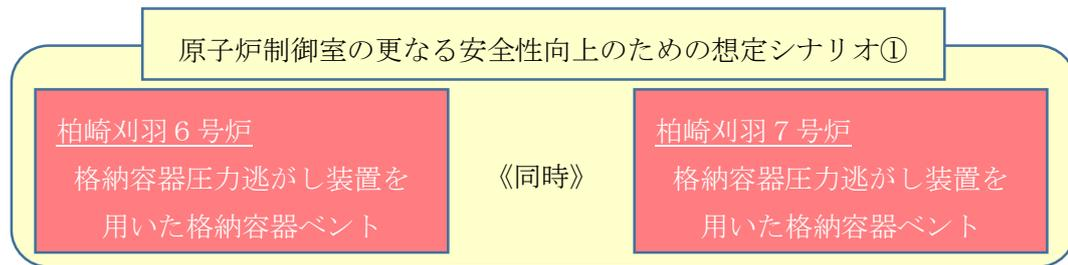 原子炉制御室の更なる安全性向上のための想定シナリオ①
柏崎刈羽６号炉
格納容器圧力逃がし装置を
用いた格納容器ベント
《同時》
柏崎刈羽７号炉
格納容器圧力逃がし装置を
用いた格納容器ベント